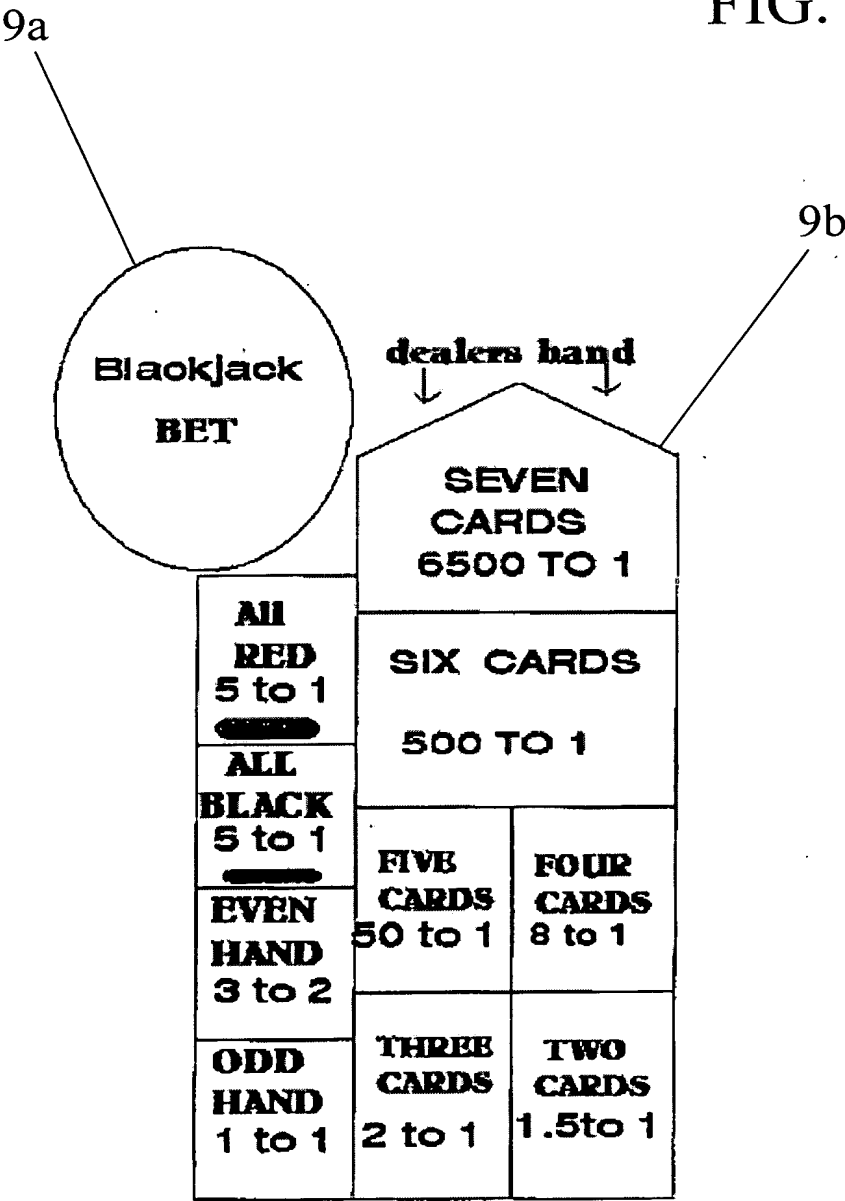 FIG.
9a
9b
Blackjack
BET
dealers hand
SEVEN
CARDS
6500 TO 1
All
RED
5 to 1
SIX CARDS
500 TO 1
ALL
BLACK
5 to 1
FIVE
CARDS
50 to 1
FOUR
CARDS
8 to 1
EVEN
HAND
3 to 2
ODD
HAND
1 to 1
THREE
CARDS
2 to 1
TWO
CARDS
1.5to 1